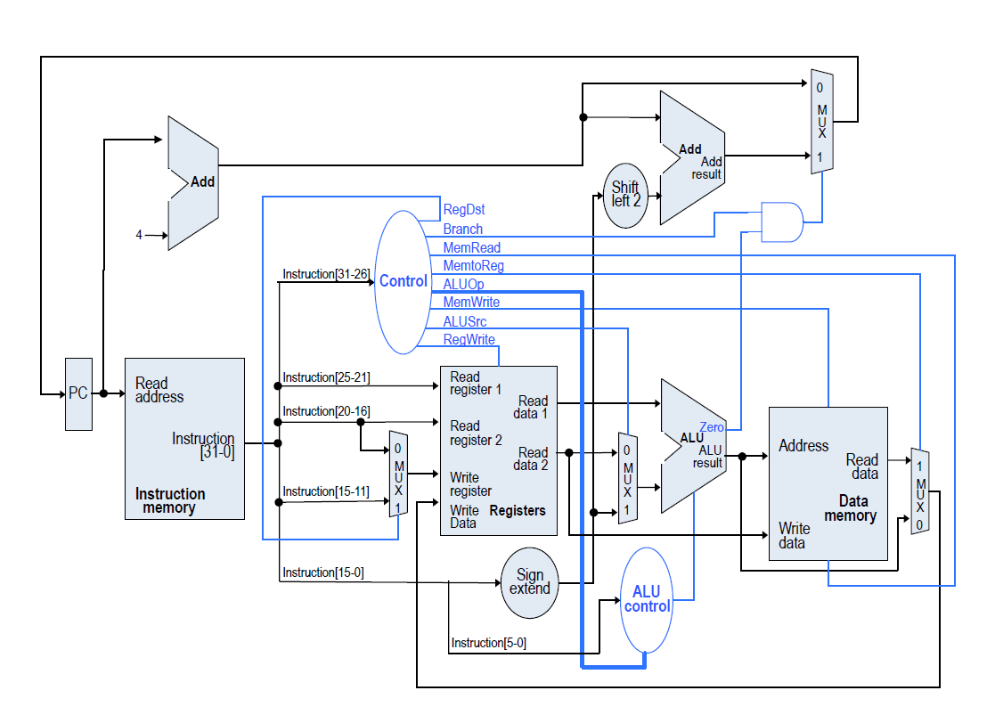 0
M
U
X
1
Add
Add
Add
result
Shift
left 2
4
RegDst
Branch
MemRead
MemtoReg
ALUOp
MemWrite
ALUSrc
RegWrite
Control
Instruction[31-26]
PC
Read
address
Instruction
[31-0]
Instruction
memory
Instruction[25-21]
Instruction[20-16]
Instruction[15-11]
0
M
U
X
1
Read
register 1
Read
register 2
Write
register
Write
Data
Registers
Read
data 1
Read
data 2
0
M
U
X
1
Zero
ALU
ALU
result
Address
Read
data
Data
memory
Write
data
1
M
U
X
0
Instruction[15-0]
Sign
extend
ALU
control
Instruction[5-0]